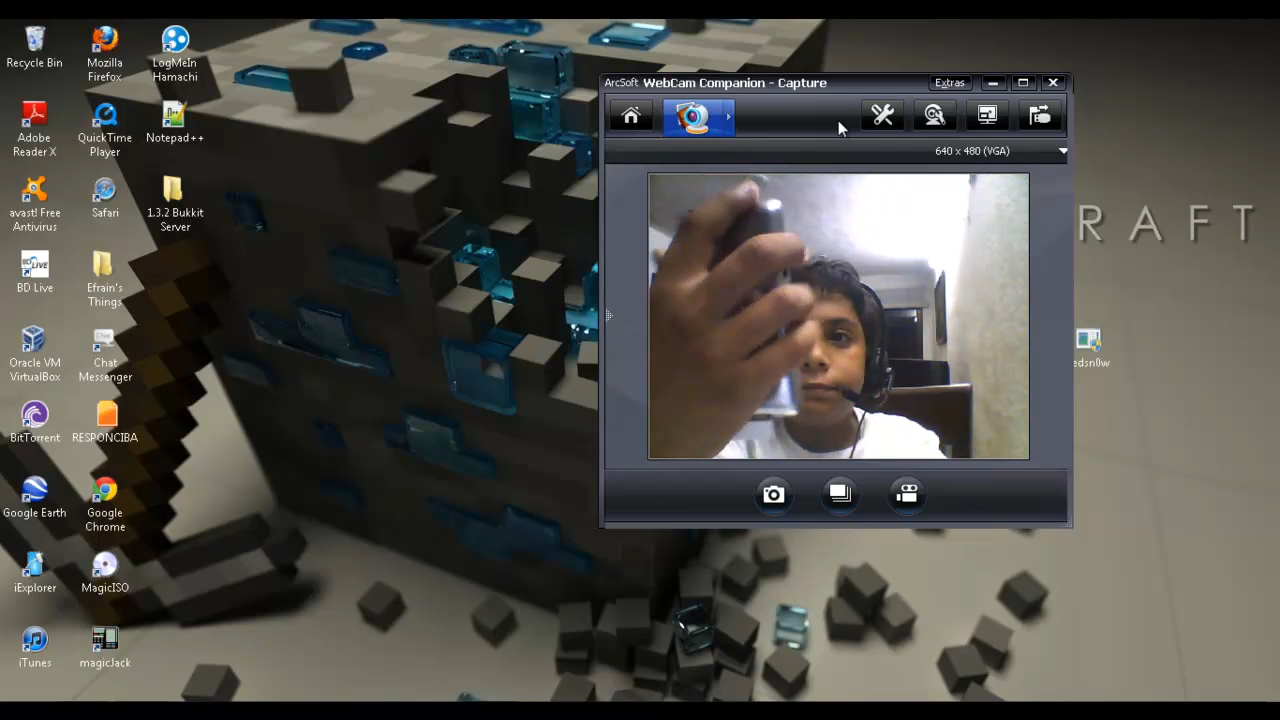 Recycle Bin
Mozilla
Firefox
LogMeIn
Hamachi
Adobe
Reader X
QuickTime
Player
Notepad++
avast! Free
Antivirus
Safari
1.3.2 Bukkit
Server
BD LIVE
BD Live
Efrain's
Things
Oracle VM
VirtualBox
Chat
Messenger
BitTorrent
RESPONCIBA
Google Earth
Google
Chrome
iExplorer
MagicISO
iTunes
magicJack
ArcSoft WebCam Companion - Capture
Extras
640 x 480 (VGA)
RAFT
edsn0w